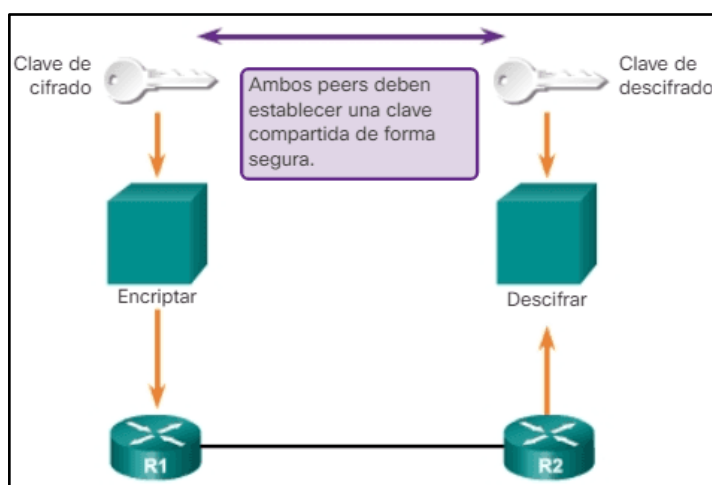 Clave de
cifrado
Ambos peers deben
establecer una clave
compartida de forma
segura.
Clave de
descifrado
Encriptar
Descifrar
R1
R2